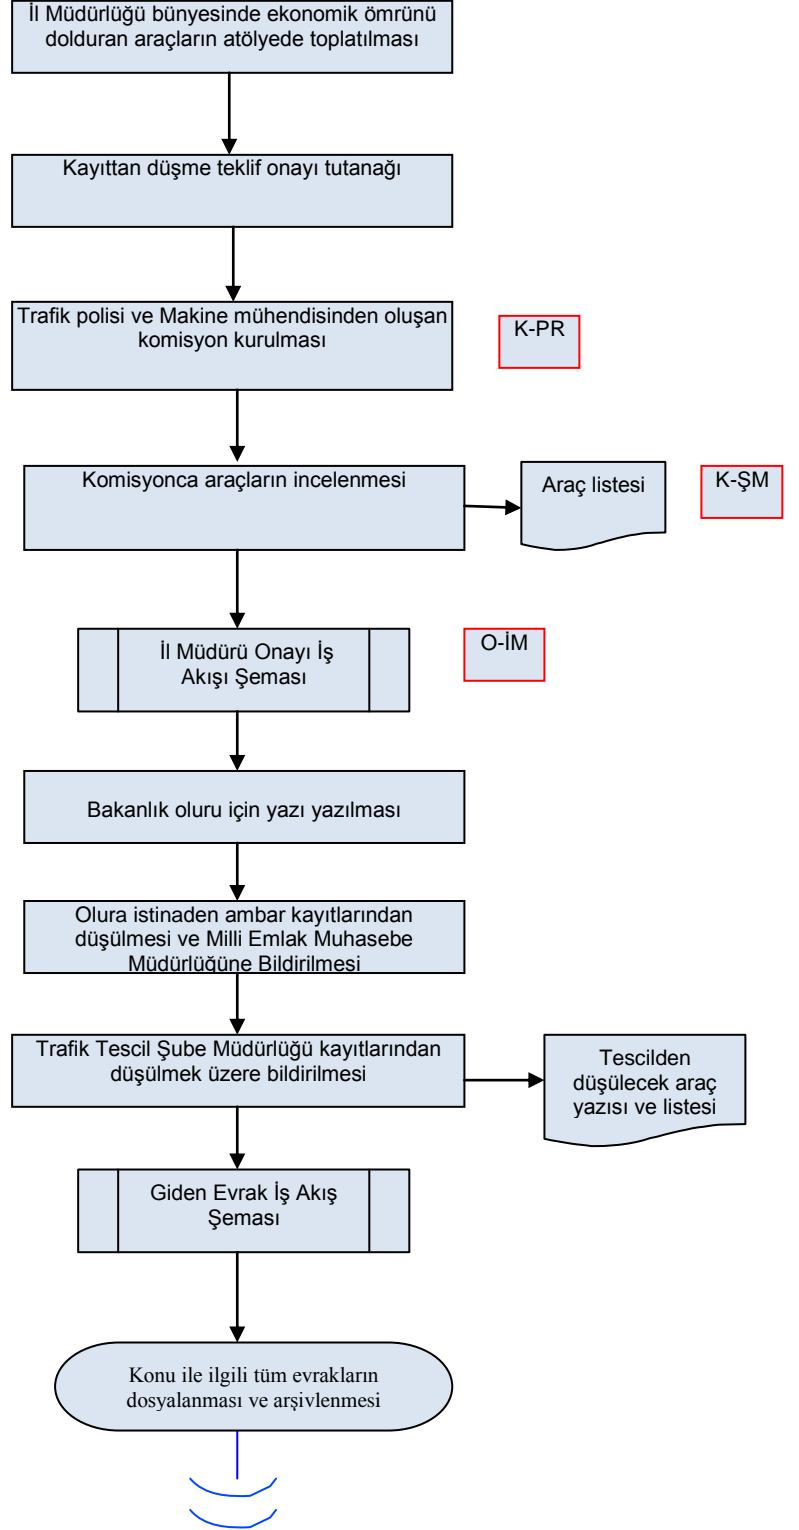 İl Müdürlüğü bünyesinde ekonomik ömrünü
dolduran araçların atölyede toplatılması
Kayıttan düşme teklif onayı tutanağı
Trafik polisi ve Makine mühendisinden oluşan
komisyon kurulması
K-PR
Komisyonca araçların incelenmesi
Araç listesi
K-ŞM
İl Müdürü Onayı İş
Akışı Şeması
O-İM
Bakanlık oluru için yazı yazılması
Olura istinaden ambar kayıtlarından
düşülmesi ve Milli Emlak Muhasebe
Müdürlüğüne Bildirilmesi
Trafik Tescil Şube Müdürlüğü kayıtlarından
düşülmek üzere bildirilmesi
Tescilden
düşülecek araç
yazısı ve listesi
Giden Evrak İş Akış
Şeması
Konu ile ilgili tüm evrakların
dosyalanması ve arşivlenmesi